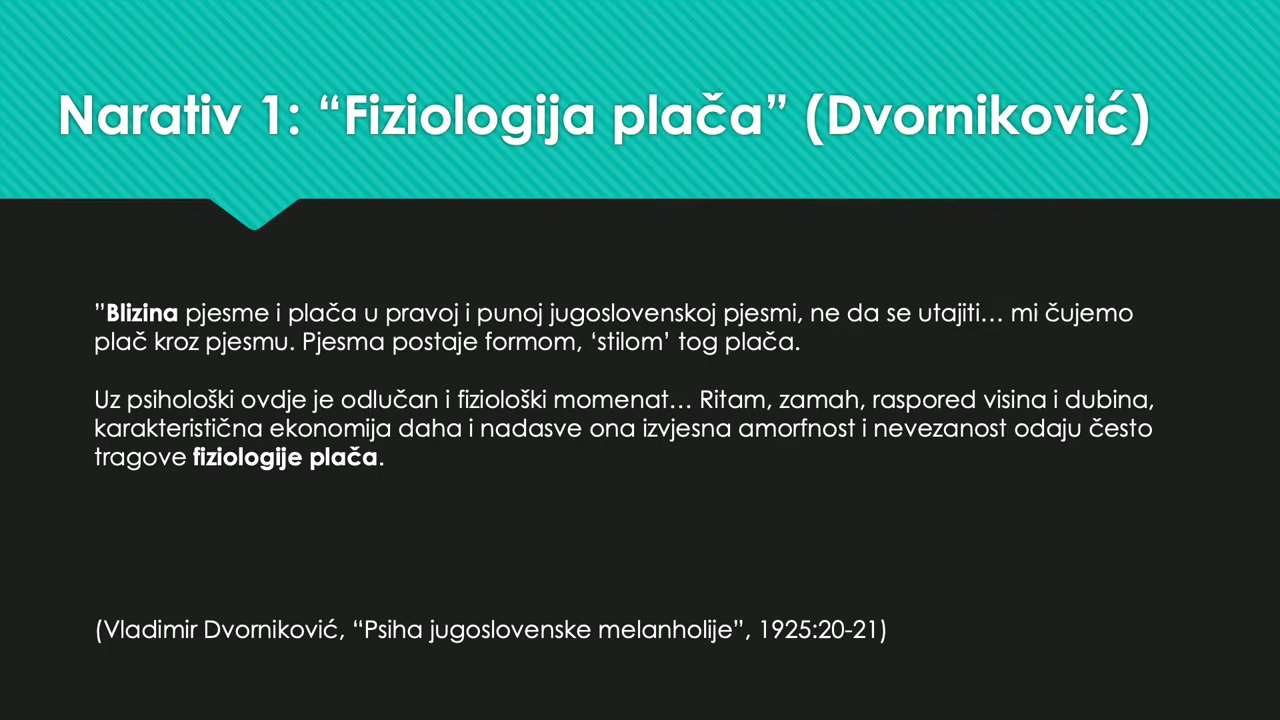 Narativ 1: “Fiziologija plača” (Dvorniković)
”Blizina pjesme i plača u pravoj i punoj jugoslovenskoj pjesmi, ne da se utajiti… mi čujemo
plač kroz pjesmu. Pjesma postaje formom, ‘stilom’ tog plača.
Uz psihološki ovdje je odlučan i fiziološki momenat… Ritam, zamah, raspored visina i dubina,
karakteristična ekonomija daha i nadasve ona izvjesna amorfnost i nevezanost odaju često
tragove fiziologije plača.
(Vladimir Dvorniković, “Psiha jugoslovenske melanholije”, 1925:20-21)